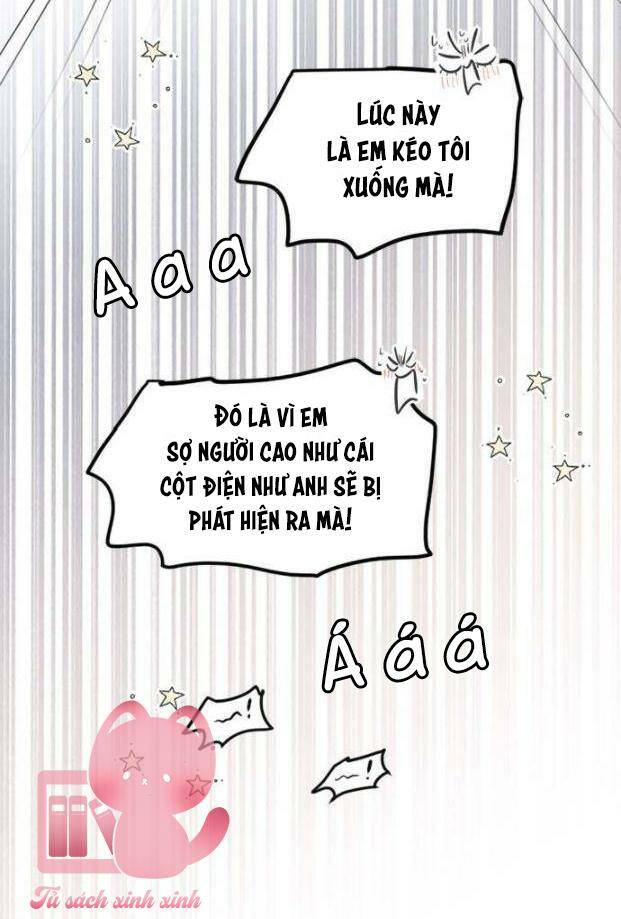 LÚC NÀY
LÀ EM KÉO TÔI
XUỐNG MÀ!
A a a
ĐÓ LÀ VÌ EM
SỢ NGƯỜI CAO NHƯ CÁI
CỘT ĐIỆN NHƯ ANH SẼ BỊ
PHÁT HIỆN RA MÀ!
Á á á
~!
~!
Tủ sách xinh xinh